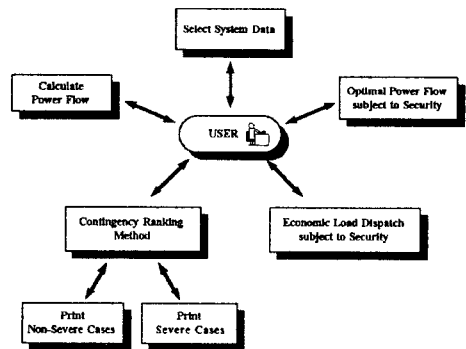 Select System Data
Calculate
Power Flow
Optimal Power Flow
subject to Security
USER
Contingency Ranking
Method
Economic Load Dispatch
subject to Security
Print
Non-Severe Cases
Print
Severe Cases